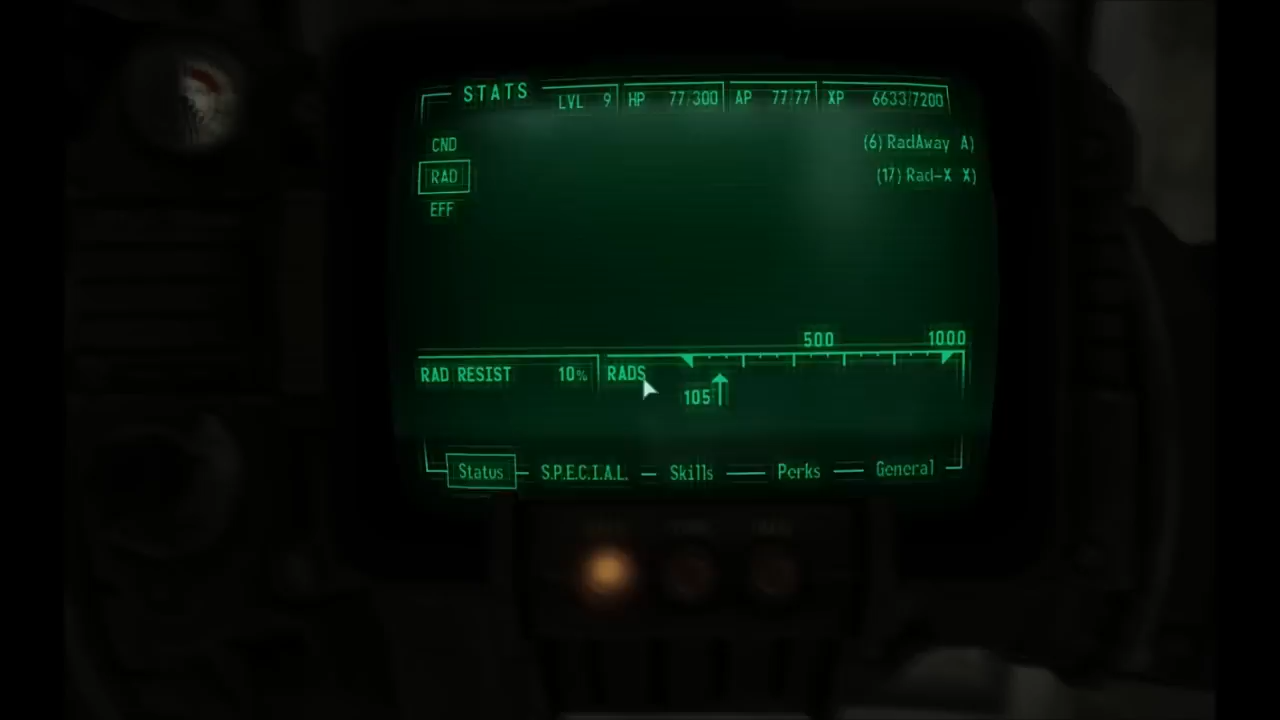 STATS LVL 9 HP 77/300 AP 77/77 XP 6633/7200
CND (6) RadAway A)
RAD (17) Rad-X X)
EFF
500 1000
RAD RESIST 10% RADS
105
Status S.P.E.C.I.A.L. Skills Perks General